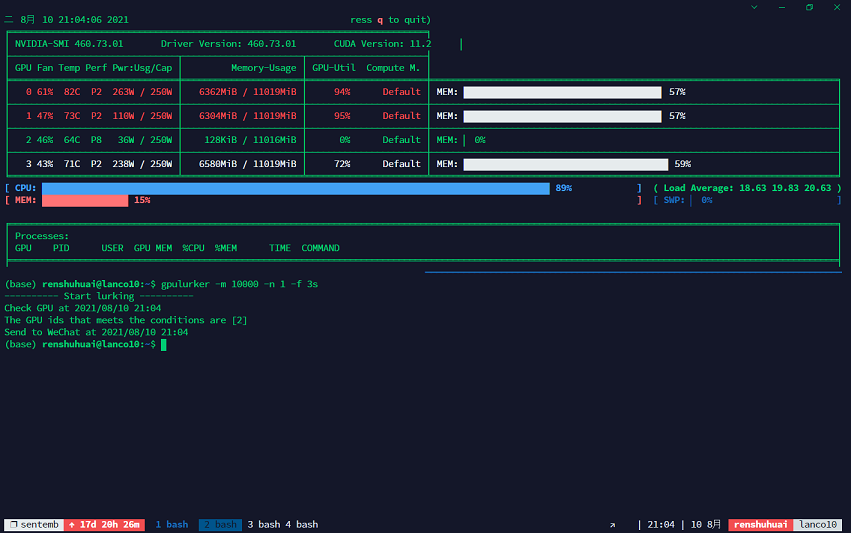 二 8月 10 21:04:06 2021 ress q to quit)
NVIDIA-SMI 460.73.01 Driver Version: 460.73.01 CUDA Version: 11.2
GPU Fan Temp Perf Pwr:Usg/Cap Memory-Usage GPU-Util Compute M.
0 61% 82C P2 263W / 250W 6362MiB / 11019MiB 94% Default MEM: 57%
1 47% 73C P2 110W / 250W 6304MiB / 11019MiB 95% Default MEM: 57%
2 46% 64C P8 36W / 250W 128KiB / 11016MiB 0% Default MEM: 0%
3 43% 71C P2 238W / 250W 6580MiB / 11019MiB 72% Default MEM: 59%
[ CPU: 89% ] ( Load Average: 18.63 19.83 20.63 )
[ MEM: 15% ] [ SWP: 0% ]
Processes:
GPU PID USER GPU MEM %CPU %MEM TIME COMMAND
(base) renshuhuai@lanco10:~$ gpulurker -m 10000 -n 1 -f 3s
---------- Start lurking ----------
Check GPU at 2021/08/10 21:04
The GPU ids that meets the conditions are [2]
Send to WeChat at 2021/08/10 21:04
(base) renshuhuai@lanco10:~$
❐ sentemb ↑ 17d 20h 26m 1 bash 2 bash 3 bash 4 bash ↗ | 21:04 | 10 8月 renshuhuai lanco10